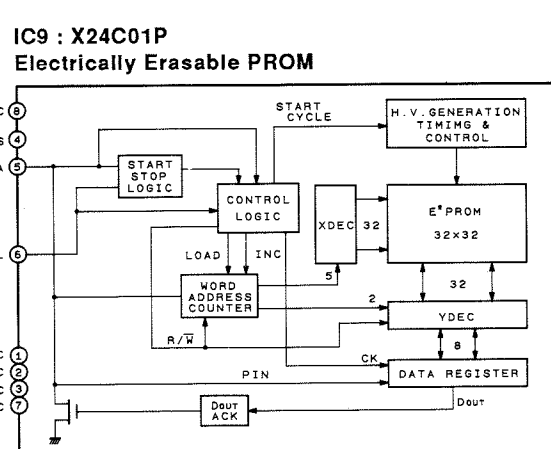 IC9 : X24C01P
Electrically Erasable PROM
START
CYCLE
H.V. GENERATION
TIMIMG &
CONTROL
C 8
S 4
A 5
START
STOP
LOGIC
CONTROL
LOGIC
XDEC
32
E²PROM
32×32
L 6
LOAD
INC
5
32
WORD
ADDRESS
COUNTER
2
YDEC
R/W̅
8
C 1
C 2
C 3
C 7
CK
PIN
DATA REGISTER
DOUT
ACK
DOUT